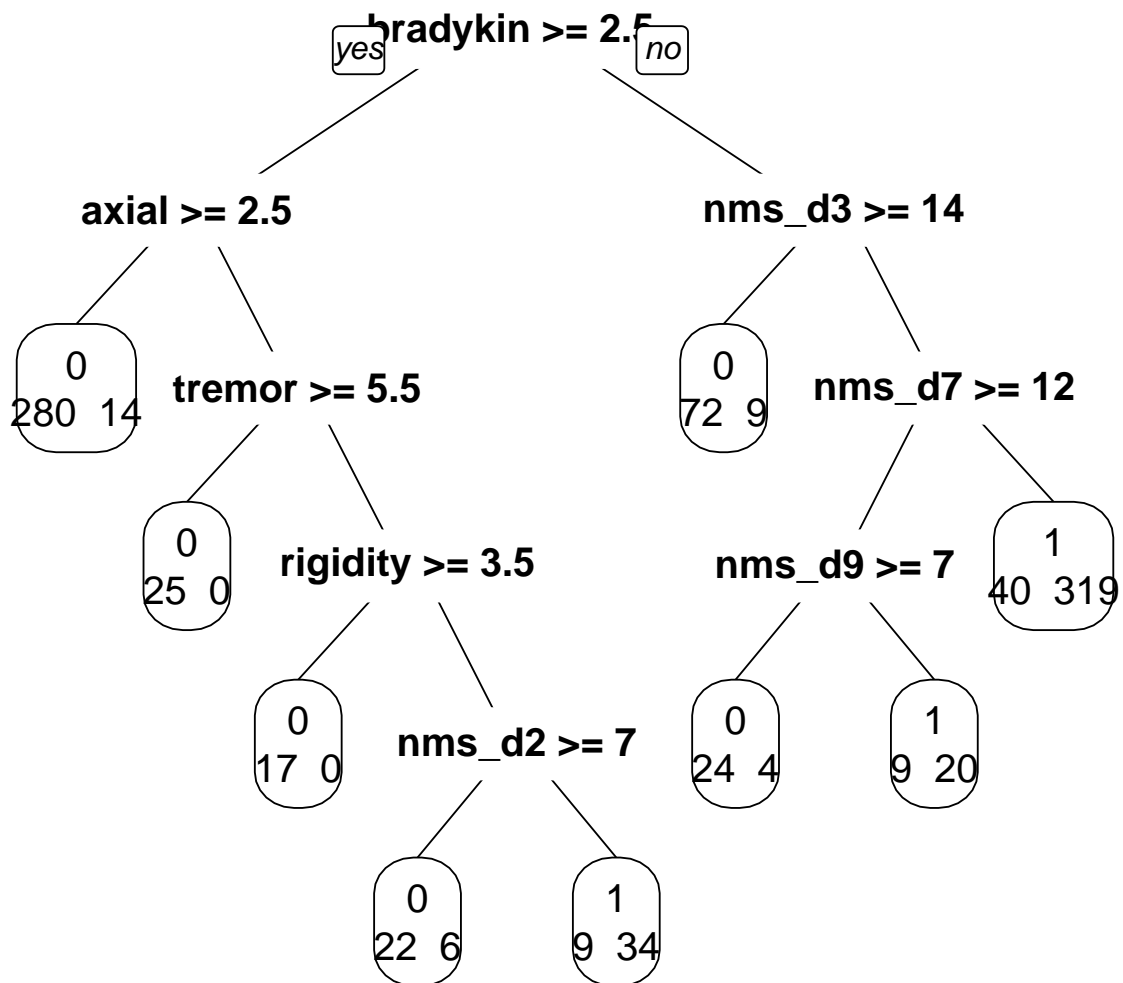 bradykin >= 2.5
yes
no
axial >= 2.5
nms_d3 >= 14
0
280 14
tremor >= 5.5
0
72 9
nms_d7 >= 12
0
25 0
rigidity >= 3.5
nms_d9 >= 7
1
40 319
0
17 0
nms_d2 >= 7
0
24 4
1
9 20
0
22 6
1
9 34